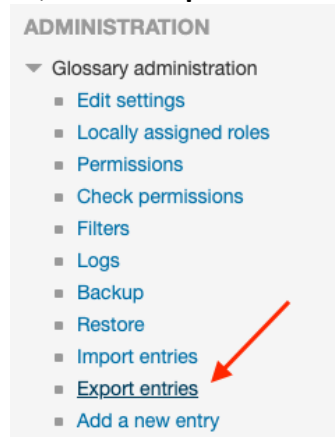 ADMINISTRATION
Glossary administration
Edit settings
Locally assigned roles
Permissions
Check permissions
Filters
Logs
Backup
Restore
Import entries
Export entries
Add a new entry